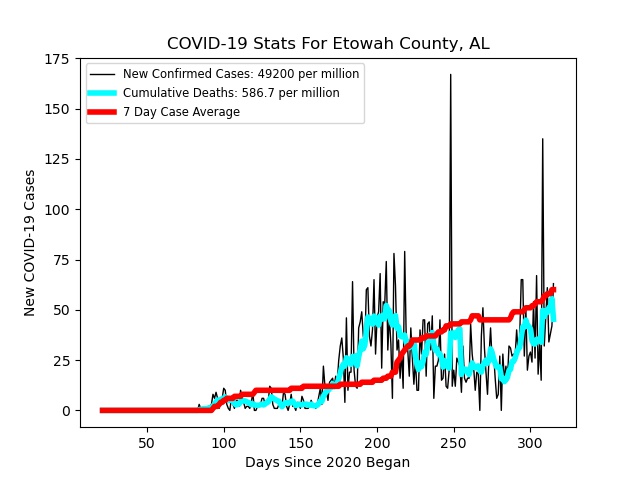 COVID-19 Stats For Etowah County, AL
New Confirmed Cases: 49200 per million
Cumulative Deaths: 586.7 per million
7 Day Case Average
New COVID-19 Cases
175
150
125
100
75
50
25
0
50 100 150 200 250 300
Days Since 2020 Began